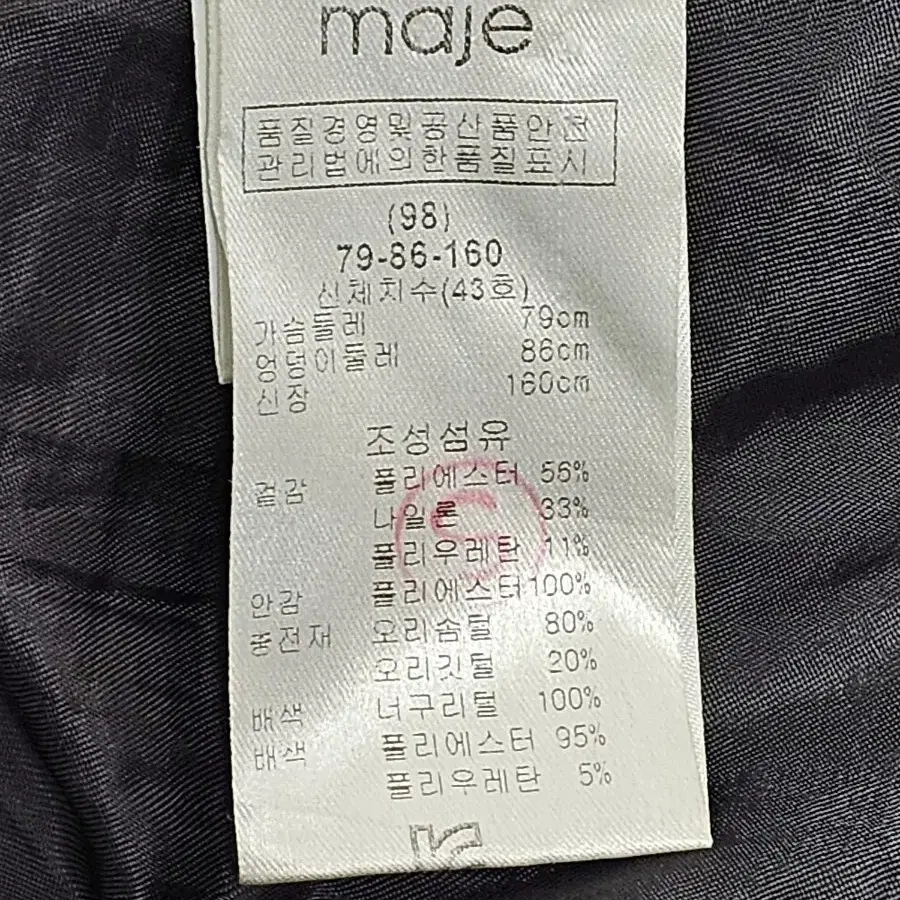 maje
품질경영및공산품안전
관리법에의한품질표시
(98)
79-86-160
신체치수(43호)
가슴둘레 79cm
엉덩이둘레 86cm
신장 160cm
조성섬유
겉감 폴리에스터 56%
나일론 33%
폴리우레탄 11%
안감 폴리에스터 100%
충전재 오리솜털 80%
오리깃털 20%
배색 너구리털 100%
배색 폴리에스터 95%
폴리우레탄 5%